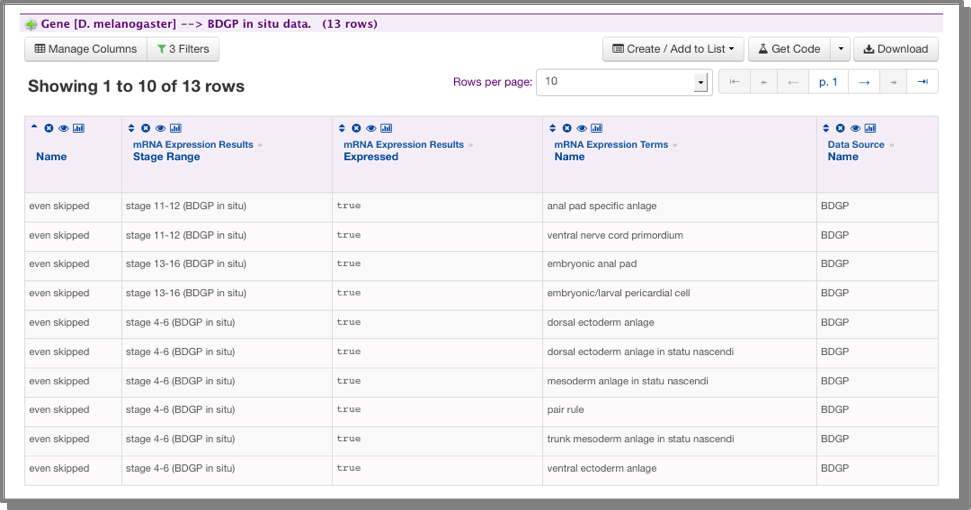 Gene [D. melanogaster] --> BDGP in situ data. (13 rows)
Manage Columns 3 Filters Create / Add to List Get Code Download
Showing 1 to 10 of 13 rows Rows per page: 10 p. 1
mRNA Expression Results » mRNA Expression Results » mRNA Expression Terms » Data Source »
Name Stage Range Expressed Name Name
even skipped stage 11-12 (BDGP in situ) true anal pad specific anlage BDGP
even skipped stage 11-12 (BDGP in situ) true ventral nerve cord primordium BDGP
even skipped stage 13-16 (BDGP in situ) true embryonic anal pad BDGP
even skipped stage 13-16 (BDGP in situ) true embryonic/larval pericardial cell BDGP
even skipped stage 4-6 (BDGP in situ) true dorsal ectoderm anlage BDGP
even skipped stage 4-6 (BDGP in situ) true dorsal ectoderm anlage in statu nascendi BDGP
even skipped stage 4-6 (BDGP in situ) true mesoderm anlage in statu nascendi BDGP
even skipped stage 4-6 (BDGP in situ) true pair rule BDGP
even skipped stage 4-6 (BDGP in situ) true trunk mesoderm anlage in statu nascendi BDGP
even skipped stage 4-6 (BDGP in situ) true ventral ectoderm anlage BDGP